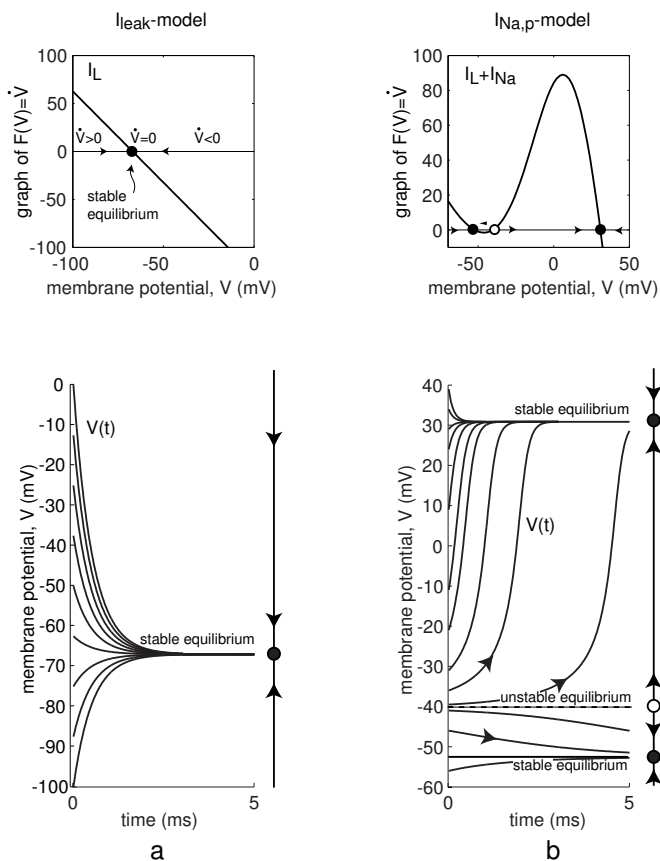 I_leak-model
I_Na,p-model
graph of F(V)=V̇
100
50
0
-50
-100
I_L
V̇>0
V̇=0
V̇<0
stable
equilibrium
-100
-50
0
membrane potential, V (mV)
graph of F(V)=V̇
100
80
60
40
20
0
I_L+I_Na
-50
0
50
membrane potential, V (mV)
membrane potential, V (mV)
0
-10
-20
-30
-40
-50
-60
-70
-80
-90
-100
V(t)
stable equilibrium
0
5
time (ms)
a
membrane potential, V (mV)
40
30
20
10
0
-10
-20
-30
-40
-50
-60
stable equilibrium
V(t)
unstable equilibrium
stable equilibrium
0
5
time (ms)
b